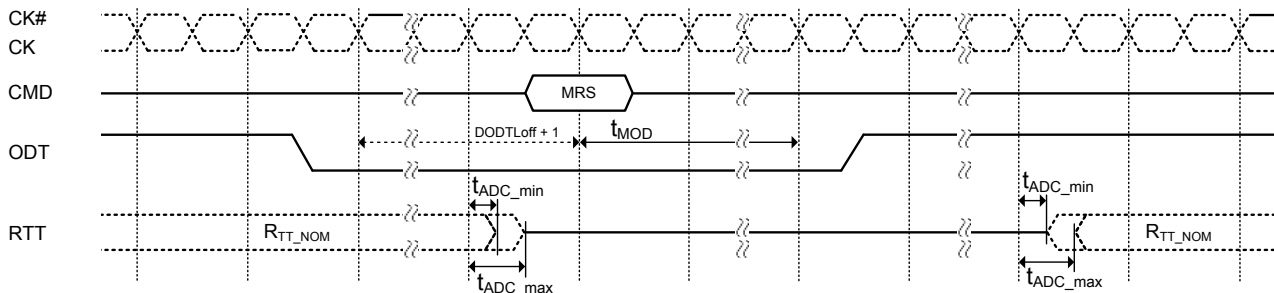 CK#
CK
CMD
MRS
ODT
DODTLoff + 1
tMOD
tADC_min
tADC_min
RTT
RTT_NOM
RTT_NOM
tADC_max
tADC_max